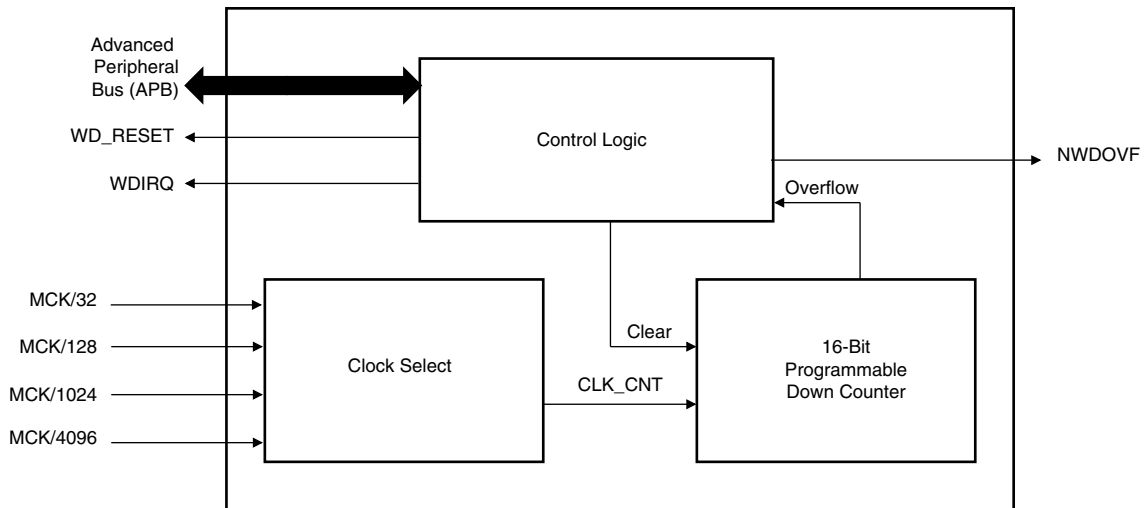 Advanced
Peripheral
Bus (APB)
WD_RESET
WDIRQ
Control Logic
NWDOVF
Overflow
MCK/32
MCK/128
MCK/1024
MCK/4096
Clock Select
Clear
CLK_CNT
16-Bit
Programmable
Down Counter